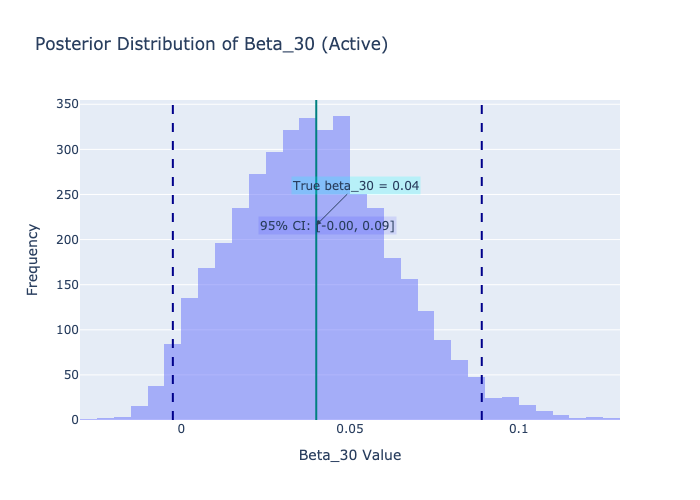 Posterior Distribution of Beta_30 (Active)
350
300
250
200
150
100
50
0
Frequency
True beta_30 = 0.04
95% CI: [-0.00, 0.09]
0
0.05
0.1
Beta_30 Value